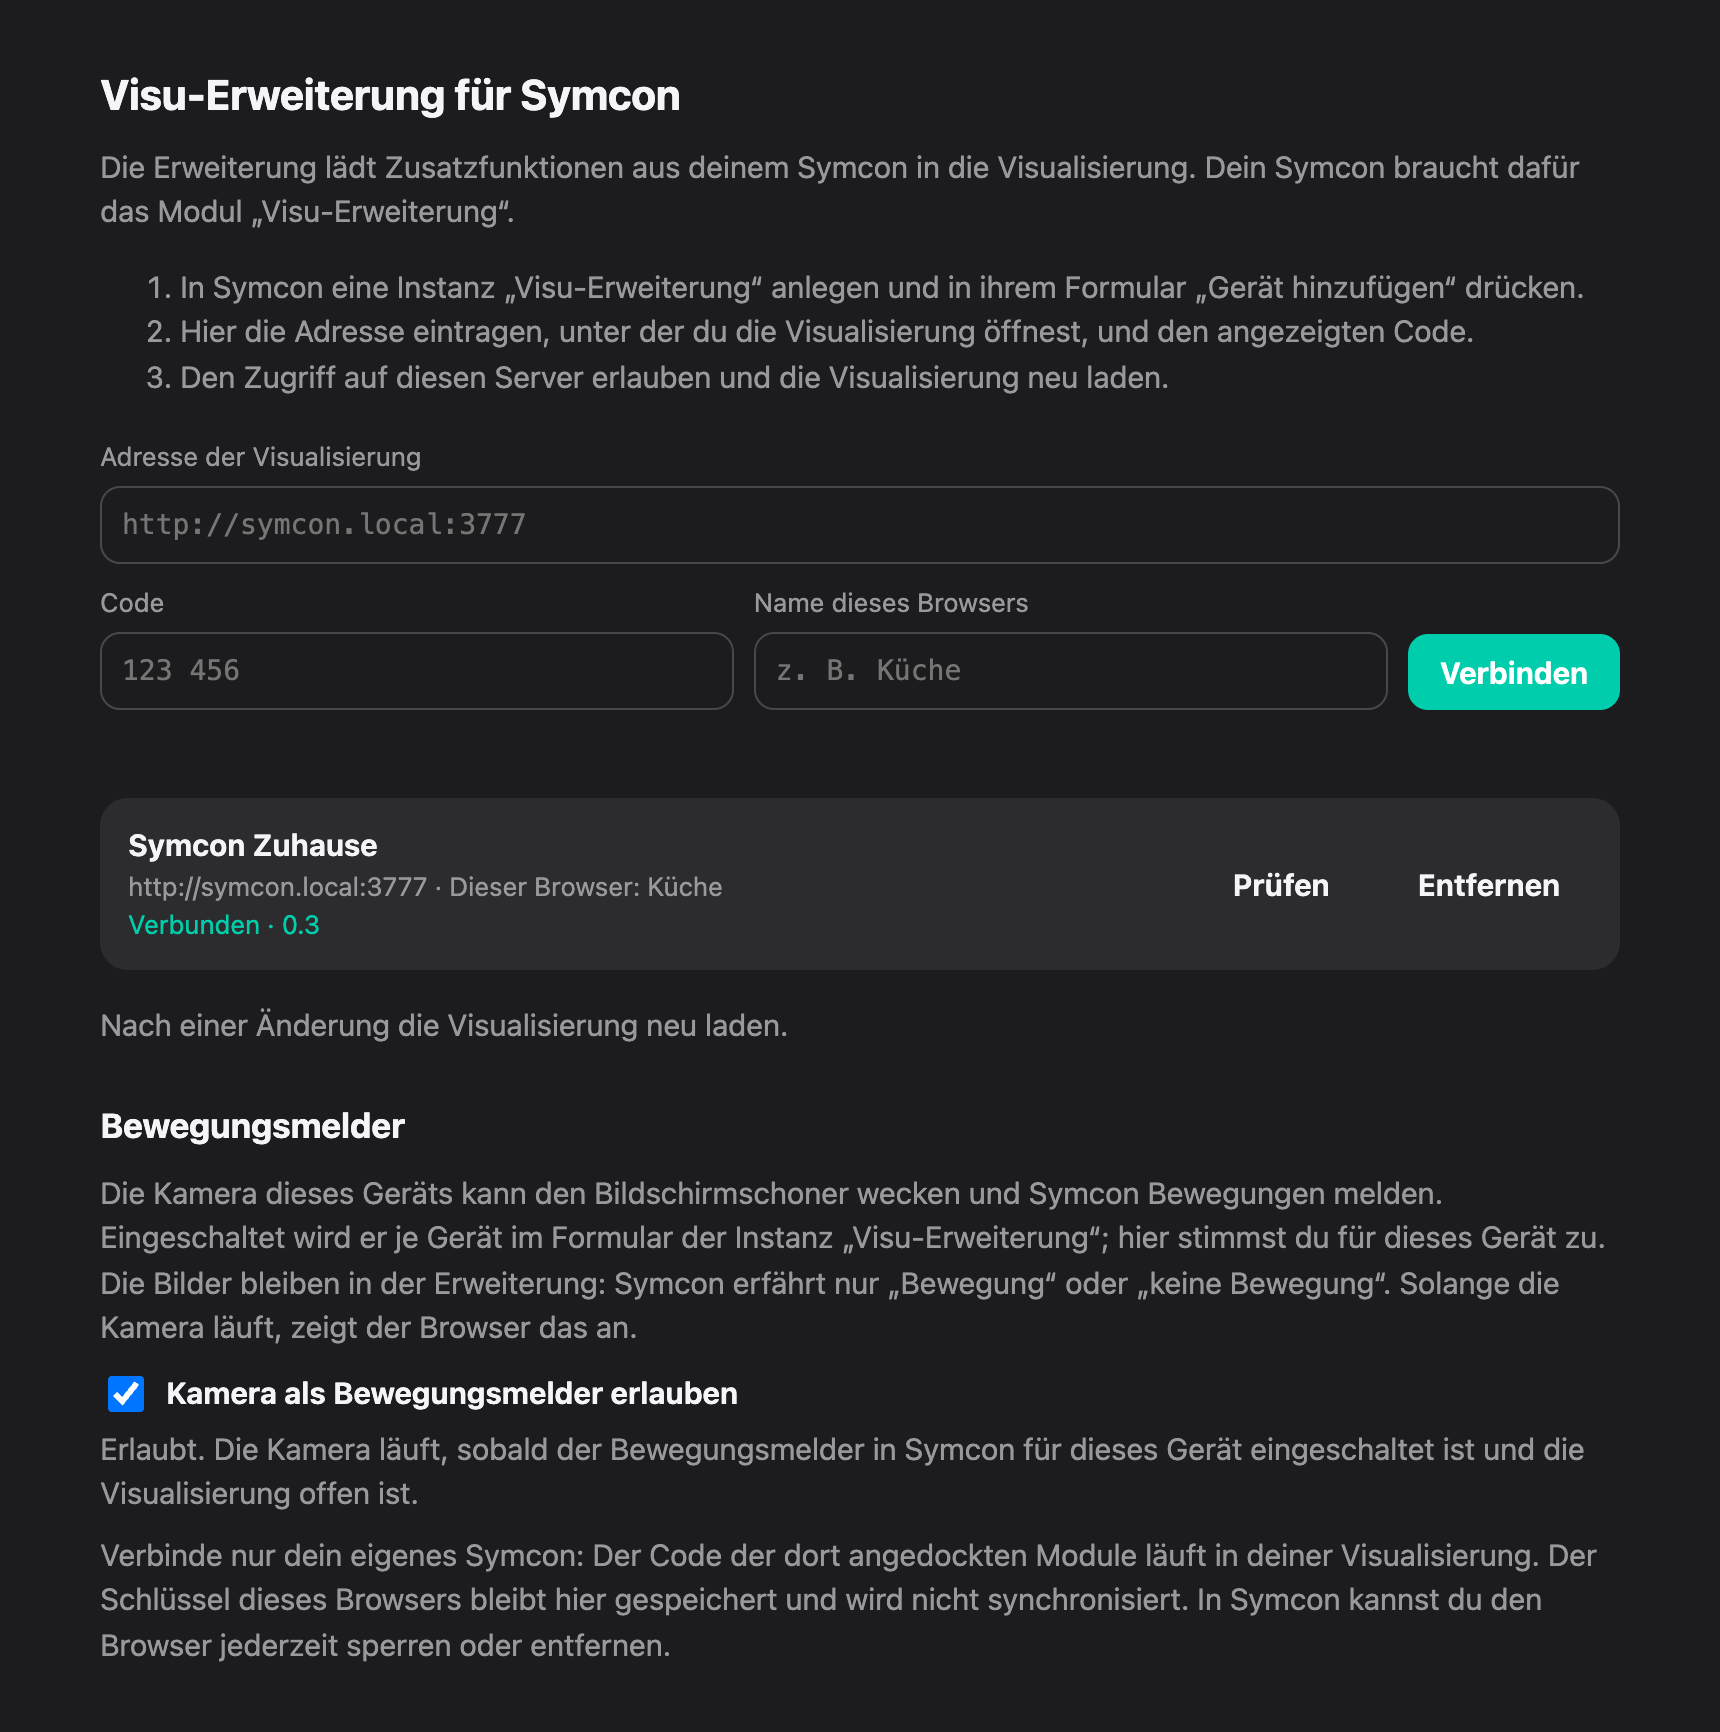 Visu-Erweiterung für Symcon
Die Erweiterung lädt Zusatzfunktionen aus deinem Symcon in die Visualisierung. Dein Symcon braucht dafür
das Modul „Visu-Erweiterung“.
1. In Symcon eine Instanz „Visu-Erweiterung“ anlegen und in ihrem Formular „Gerät hinzufügen“ drücken.
2. Hier die Adresse eintragen, unter der du die Visualisierung öffnest, und den angezeigten Code.
3. Den Zugriff auf diesen Server erlauben und die Visualisierung neu laden.
Adresse der Visualisierung
http://symcon.local:3777
Code
Name dieses Browsers
123 456
z. B. Küche
Verbinden
Symcon Zuhause
http://symcon.local:3777 · Dieser Browser: Küche
Verbunden · 0.3
Prüfen
Entfernen
Nach einer Änderung die Visualisierung neu laden.
Bewegungsmelder
Die Kamera dieses Geräts kann den Bildschirmschoner wecken und Symcon Bewegungen melden.
Eingeschaltet wird er je Gerät im Formular der Instanz „Visu-Erweiterung“; hier stimmst du für dieses Gerät zu.
Die Bilder bleiben in der Erweiterung: Symcon erfährt nur „Bewegung“ oder „keine Bewegung“. Solange die
Kamera läuft, zeigt der Browser das an.
Kamera als Bewegungsmelder erlauben
Erlaubt. Die Kamera läuft, sobald der Bewegungsmelder in Symcon für dieses Gerät eingeschaltet ist und die
Visualisierung offen ist.
Verbinde nur dein eigenes Symcon: Der Code der dort angedockten Module läuft in deiner Visualisierung. Der
Schlüssel dieses Browsers bleibt hier gespeichert und wird nicht synchronisiert. In Symcon kannst du den
Browser jederzeit sperren oder entfernen.